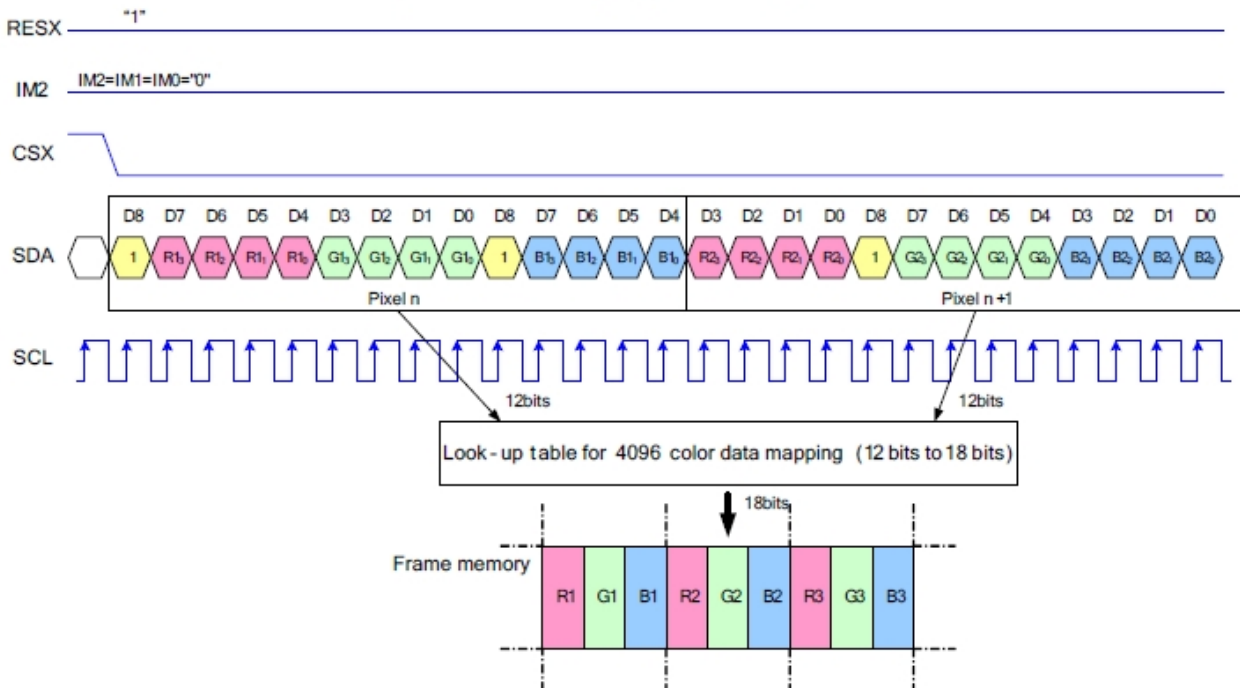 RESX "1"
IM2 IM2=IM1=IM0="0"
CSX
D8 D7 D6 D5 D4 D3 D2 D1 D0 D8 D7 D6 D5 D4 D3 D2 D1 D0 D8 D7 D6 D5 D4 D3 D2 D1 D0
SDA 1 R1₃ R1₂ R1₁ R1₀ G1₃ G1₂ G1₁ G1₀ 1 B1₃ B1₂ B1₁ B1₀ R2₃ R2₂ R2₁ R2₀ 1 G2₃ G2₂ G2₁ G2₀ B2₃ B2₂ B2₁ B2₀
Pixel n Pixel n +1
SCL
12bits 12bits
Look-up table for 4096 color data mapping (12 bits to 18 bits)
18bits
Frame memory
R1 G1 B1 R2 G2 B2 R3 G3 B3